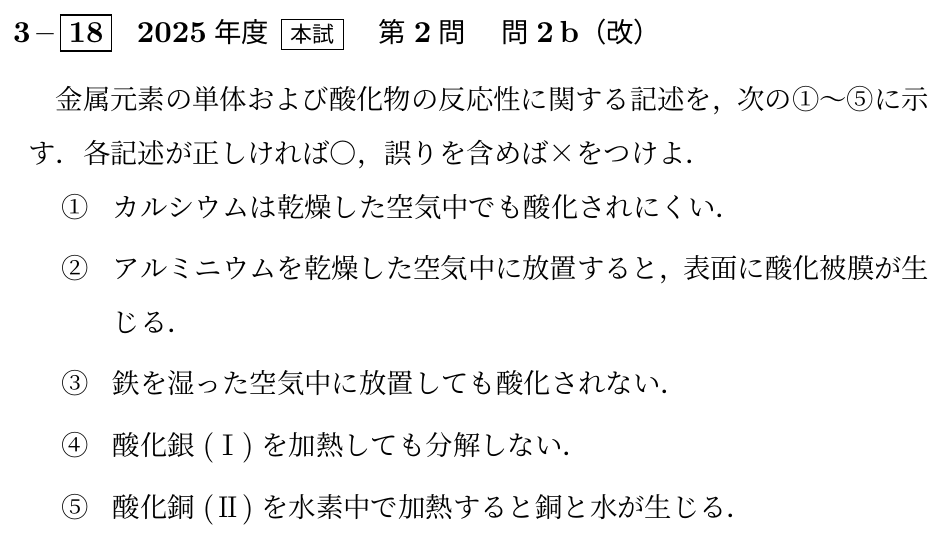 3－18 2025 年度 本試 第 2 問 問 2 b（改）
金属元素の単体および酸化物の反応性に関する記述を，次の①～⑤に示
す．各記述が正しければ○，誤りを含めば×をつけよ．
① カルシウムは乾燥した空気中でも酸化されにくい．
② アルミニウムを乾燥した空気中に放置すると，表面に酸化被膜が生
じる．
③ 鉄を湿った空気中に放置しても酸化されない．
④ 酸化銀 (Ⅰ) を加熱しても分解しない．
⑤ 酸化銅 (Ⅱ) を水素中で加熱すると銅と水が生じる．